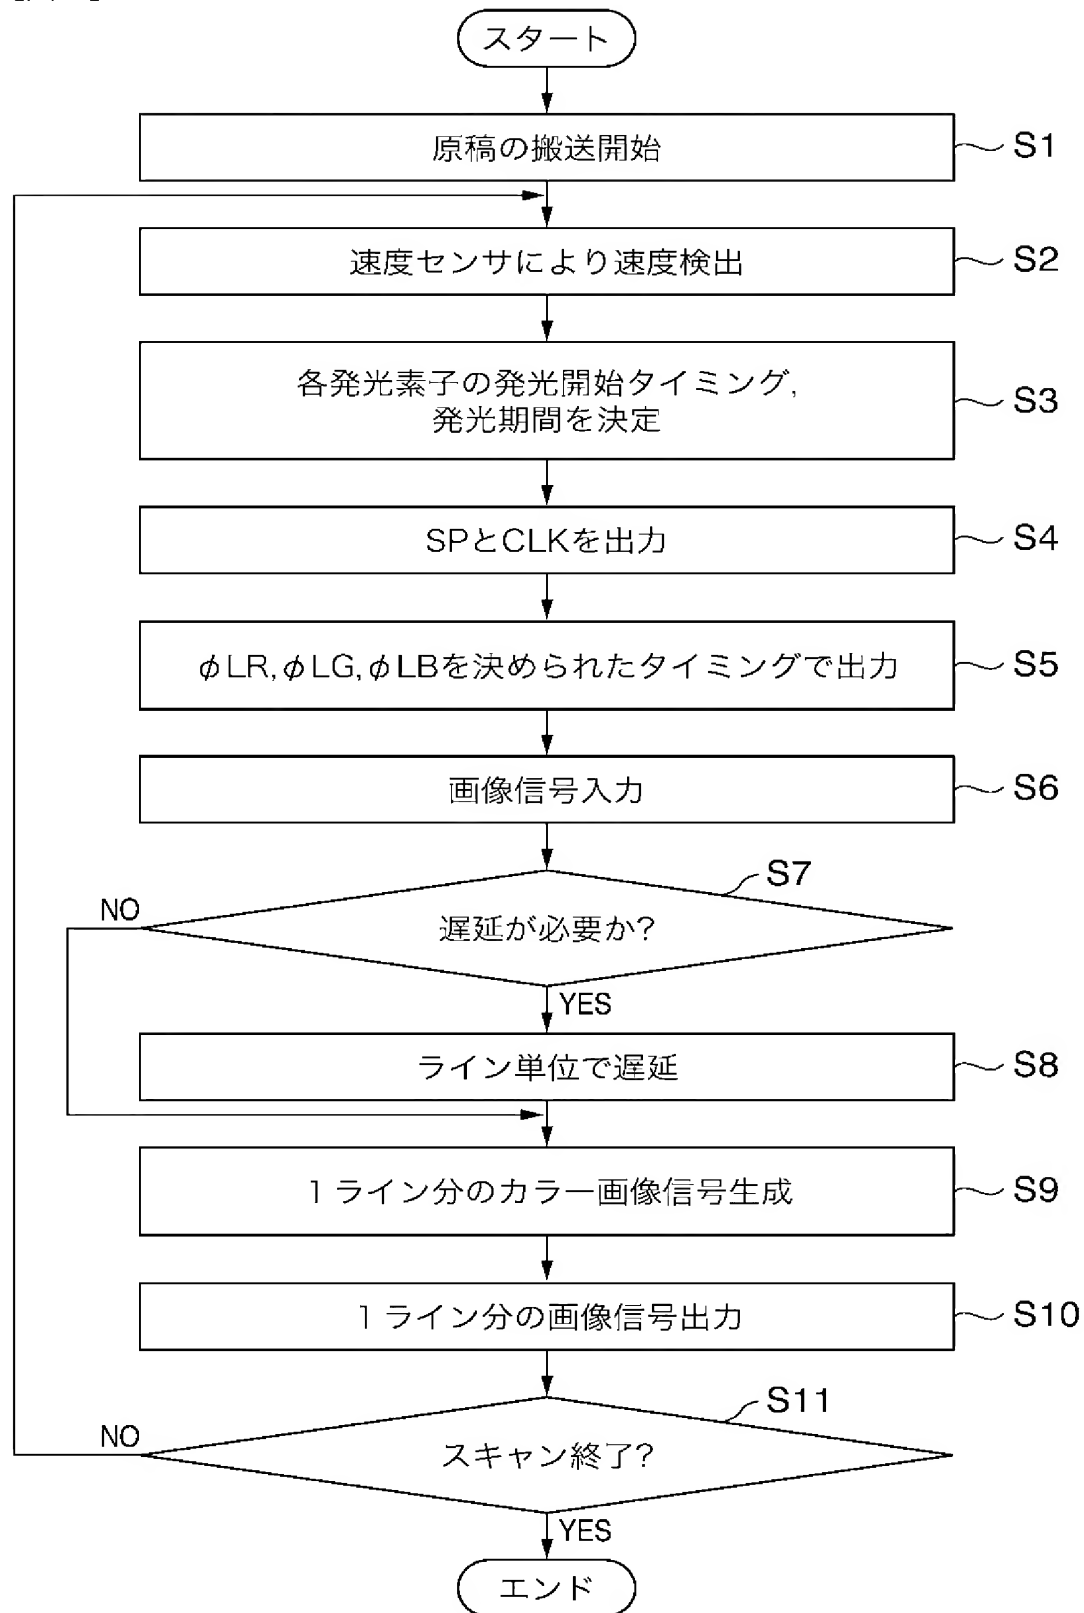 スタート
原稿の搬送開始
S1
速度センサにより速度検出
S2
各発光素子の発光開始タイミング,
発光期間を決定
S3
SPとCLKを出力
S4
φLR,φLG,φLBを決められたタイミングで出力
S5
画像信号入力
S6
S7
NO
遅延が必要か?
YES
ライン単位で遅延
S8
1ライン分のカラー画像信号生成
S9
1ライン分の画像信号出力
S10
S11
NO
スキャン終了?
YES
エンド